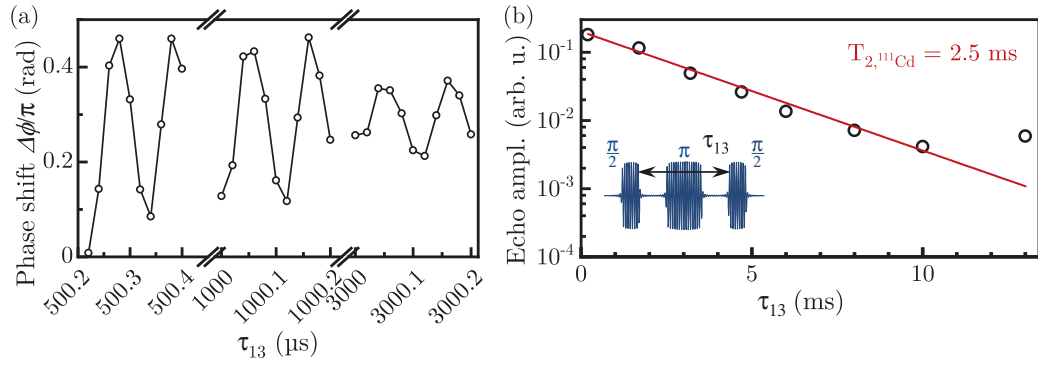 (a)
Phase shift Δϕ/π (rad)
0.4
0.2
0
500.2
500.3
500.4
1000
1000.1
1000.2
3000
3000.1
3000.2
τ₁₃ (µs)
(b)
Echo ampl. (arb. u.)
10⁻¹
10⁻²
10⁻³
10⁻⁴
T₂,¹¹¹Cd = 2.5 ms
τ₁₃
π/2
π
π/2
0
5
10
τ₁₃ (ms)